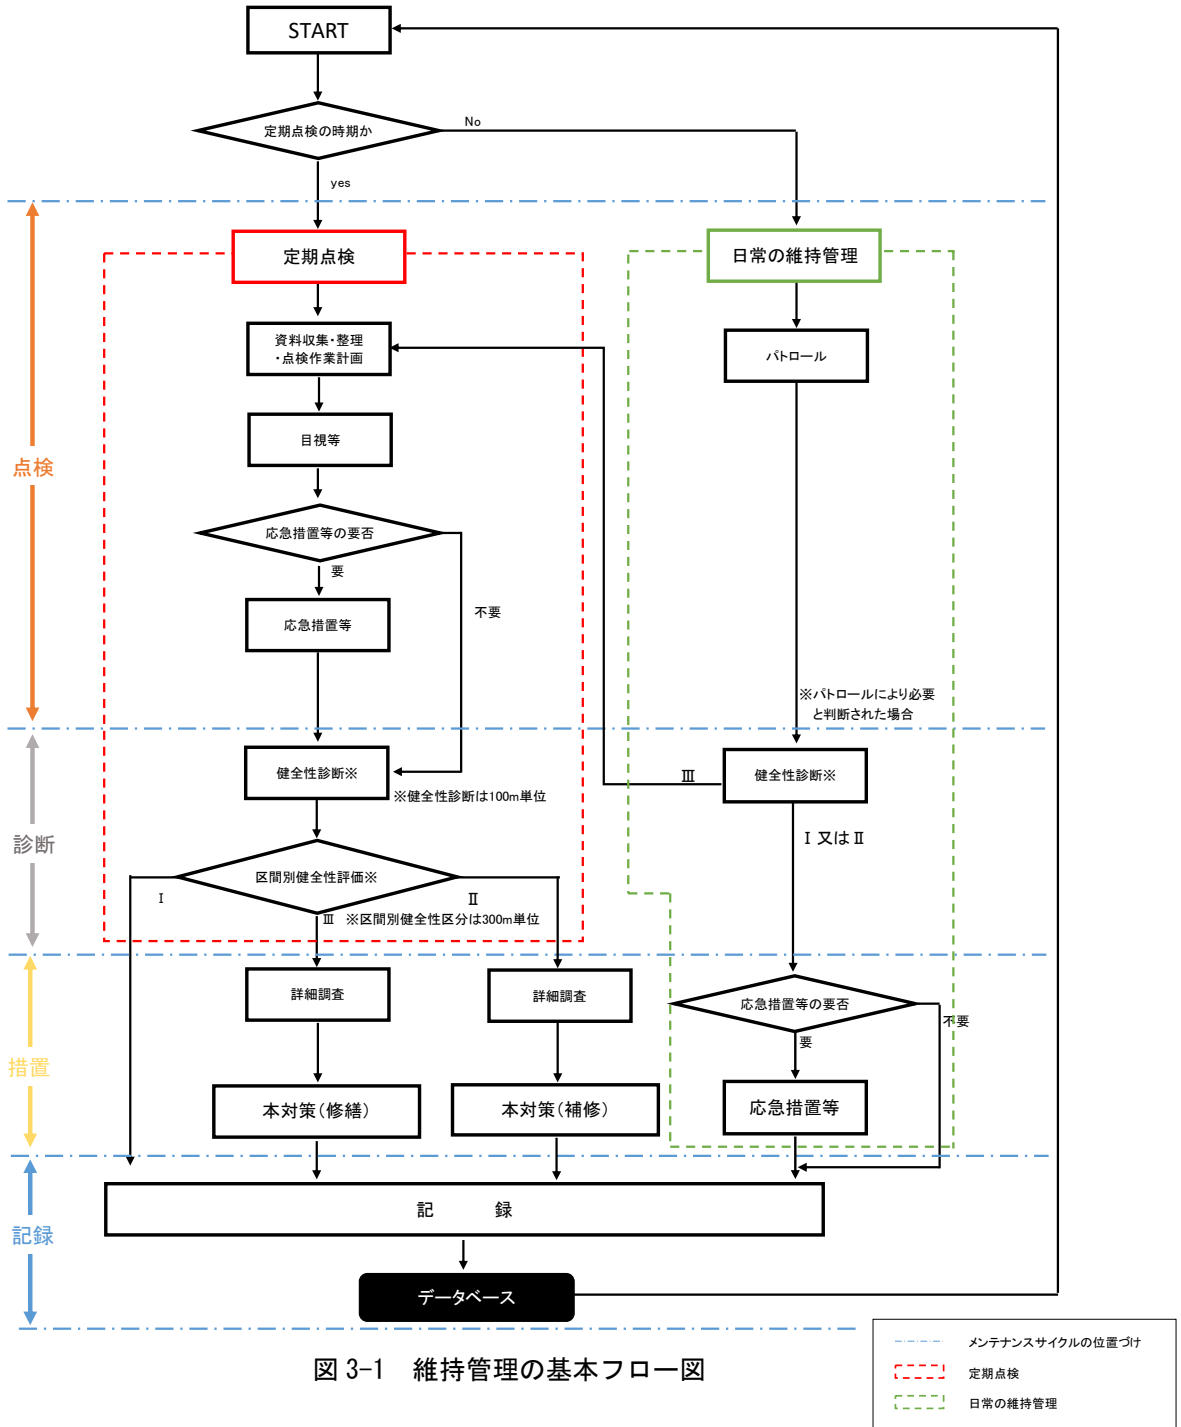 START
定期点検の時期か
No
yes
定期点検
日常の維持管理
資料収集・整理
・点検作業計画
パトロール
目視等
点検
応急措置等の要否
要
不要
応急措置等
※パトロールにより必要
と判断された場合
健全性診断※
※健全性診断は100m単位
Ⅲ
健全性診断※
診断
Ⅰ 又は Ⅱ
区間別健全性評価※
Ⅰ
Ⅱ
Ⅲ ※区間別健全性区分は300m単位
詳細調査
詳細調査
応急措置等の要否
不要
要
措置
本対策(修繕)
本対策(補修)
応急措置等
記録
記 録
データベース
図 3-1 維持管理の基本フロー図
メンテナンスサイクルの位置づけ
定期点検
日常の維持管理